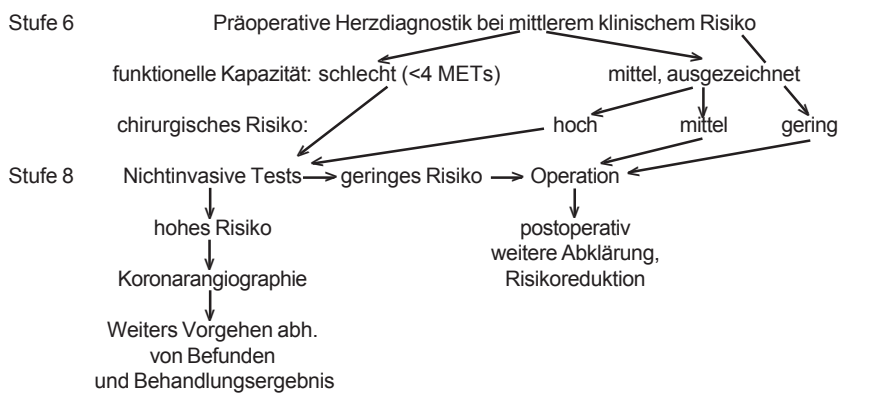 Stufe 6 Präoperative Herzdiagnostik bei mittlerem klinischem Risiko
funktionelle Kapazität: schlecht (<4 METs) mittel, ausgezeichnet
chirurgisches Risiko: hoch mittel gering
Stufe 8 Nichtinvasive Tests geringes Risiko Operation
hohes Risiko postoperativ
weitere Abklärung,
Koronarangiographie Risikoreduktion
Weiters Vorgehen abh.
von Befunden
und Behandlungsergebnis